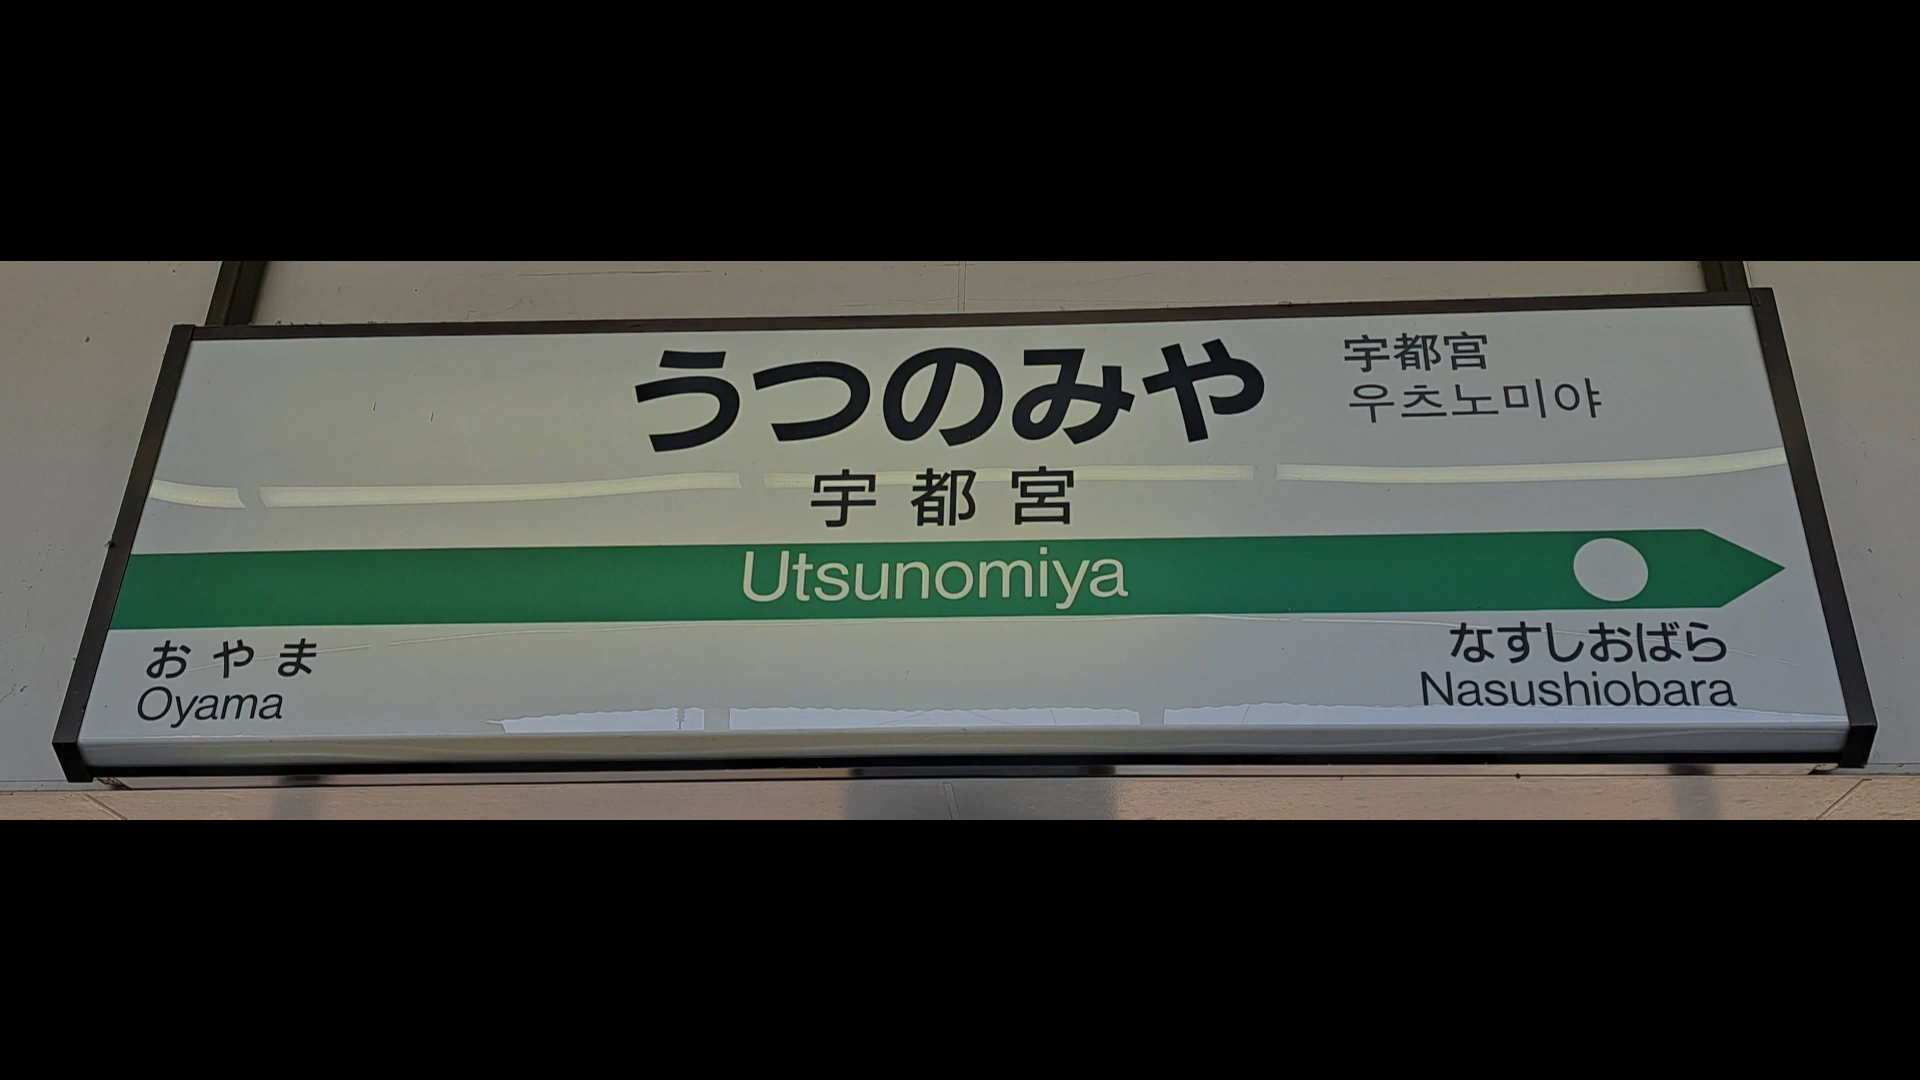 うつのみや
宇都宮
우츠노미야
宇都宮
Utsunomiya
おやま
Oyama
なすしおばら
Nasushiobara